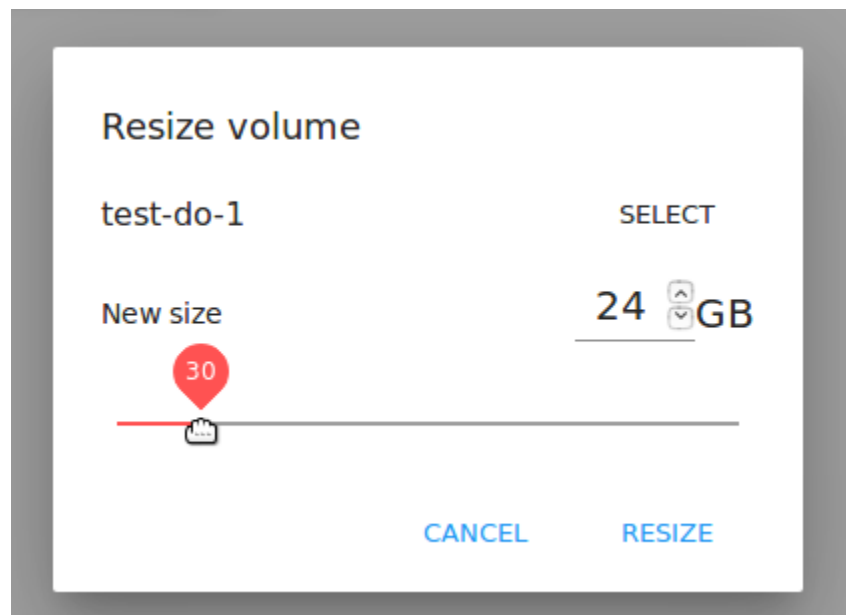 Resize volume
test-do-1 SELECT
New size 24 GB
30
CANCEL RESIZE